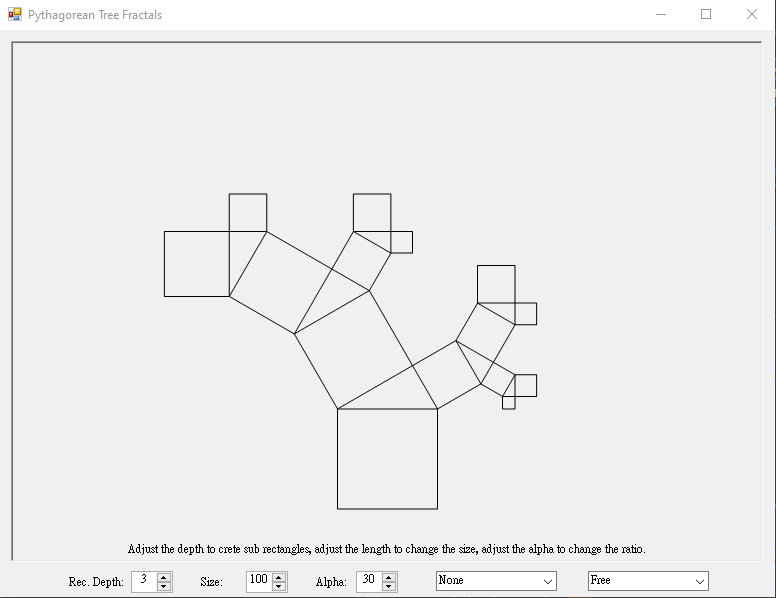 Pythagorean Tree Fractals
Adjust the depth to crete sub rectangles, adjust the length to change the size, adjust the alpha to change the ratio.
Rec. Depth: 3 Size: 100 Alpha: 30 None Free